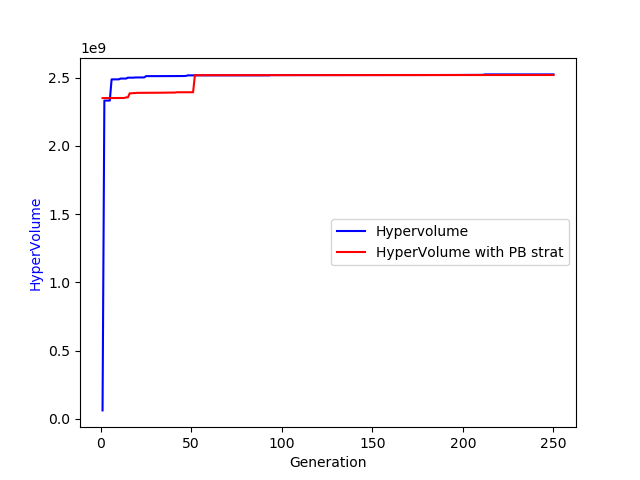 1e9
2.5
2.0
1.5
1.0
0.5
0.0
HyperVolume
Hypervolume
HyperVolume with PB strat
0 50 100 150 200 250
Generation